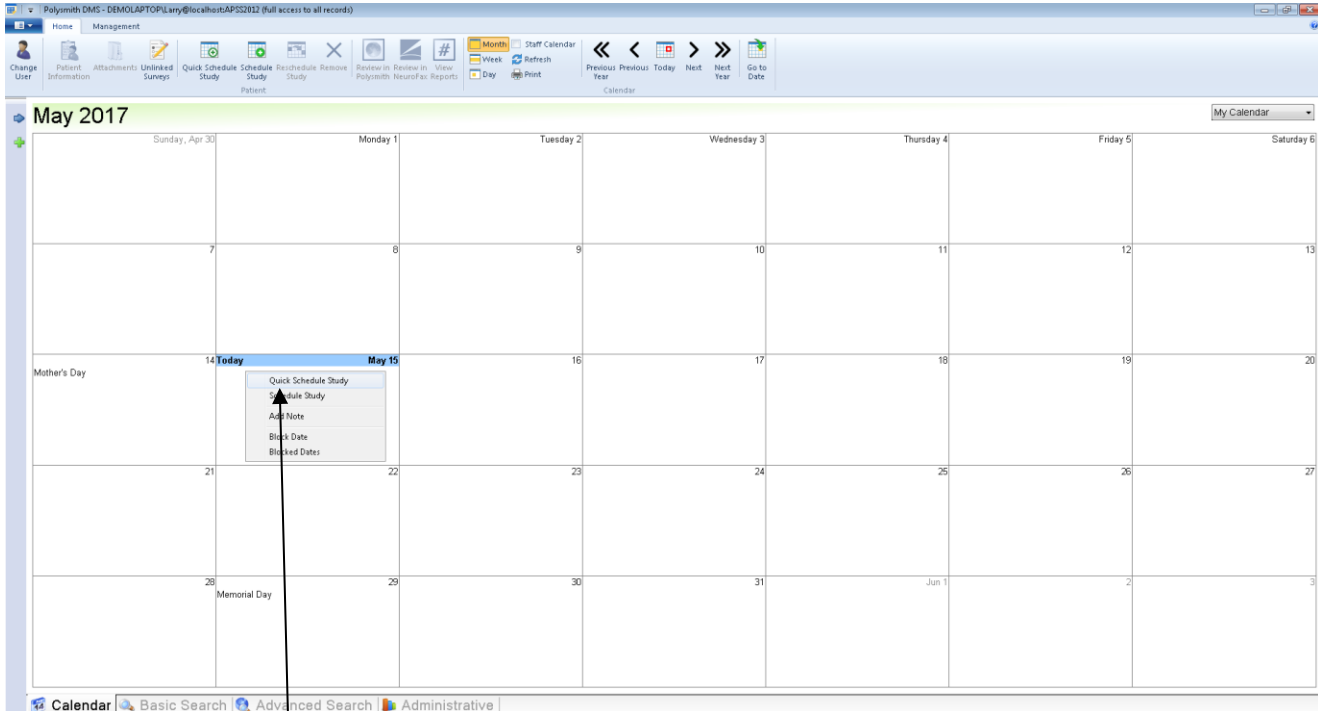 Polysmith DMS - DEMOLAPTOP\Larry@localhost:APSS2012 (full access to all records)
Home Management
Change User
Patient Information
Attachments
Unlinked Surveys
Quick Schedule Study
Schedule Study
Reschedule Study
Remove
Review in Polysmith
Review in NeuroFax
View Reports
Patient
Month
Week
Day
Staff Calendar
Refresh
Print
Previous Year
Previous
Today
Next
Next Year
Go to Date
Calendar
May 2017
My Calendar
Sunday, Apr 30 Monday 1 Tuesday 2 Wednesday 3 Thursday 4 Friday 5 Saturday 6
7 8 9 10 11 12 13
14 Today May 15 16 17 18 19 20
Mother's Day
Quick Schedule Study
Schedule Study
Add Note
Block Date
Blocked Dates
21 22 23 24 25 26 27
28 29 30 31 Jun 1 2 3
Memorial Day
Calendar Basic Search Advanced Search Administrative